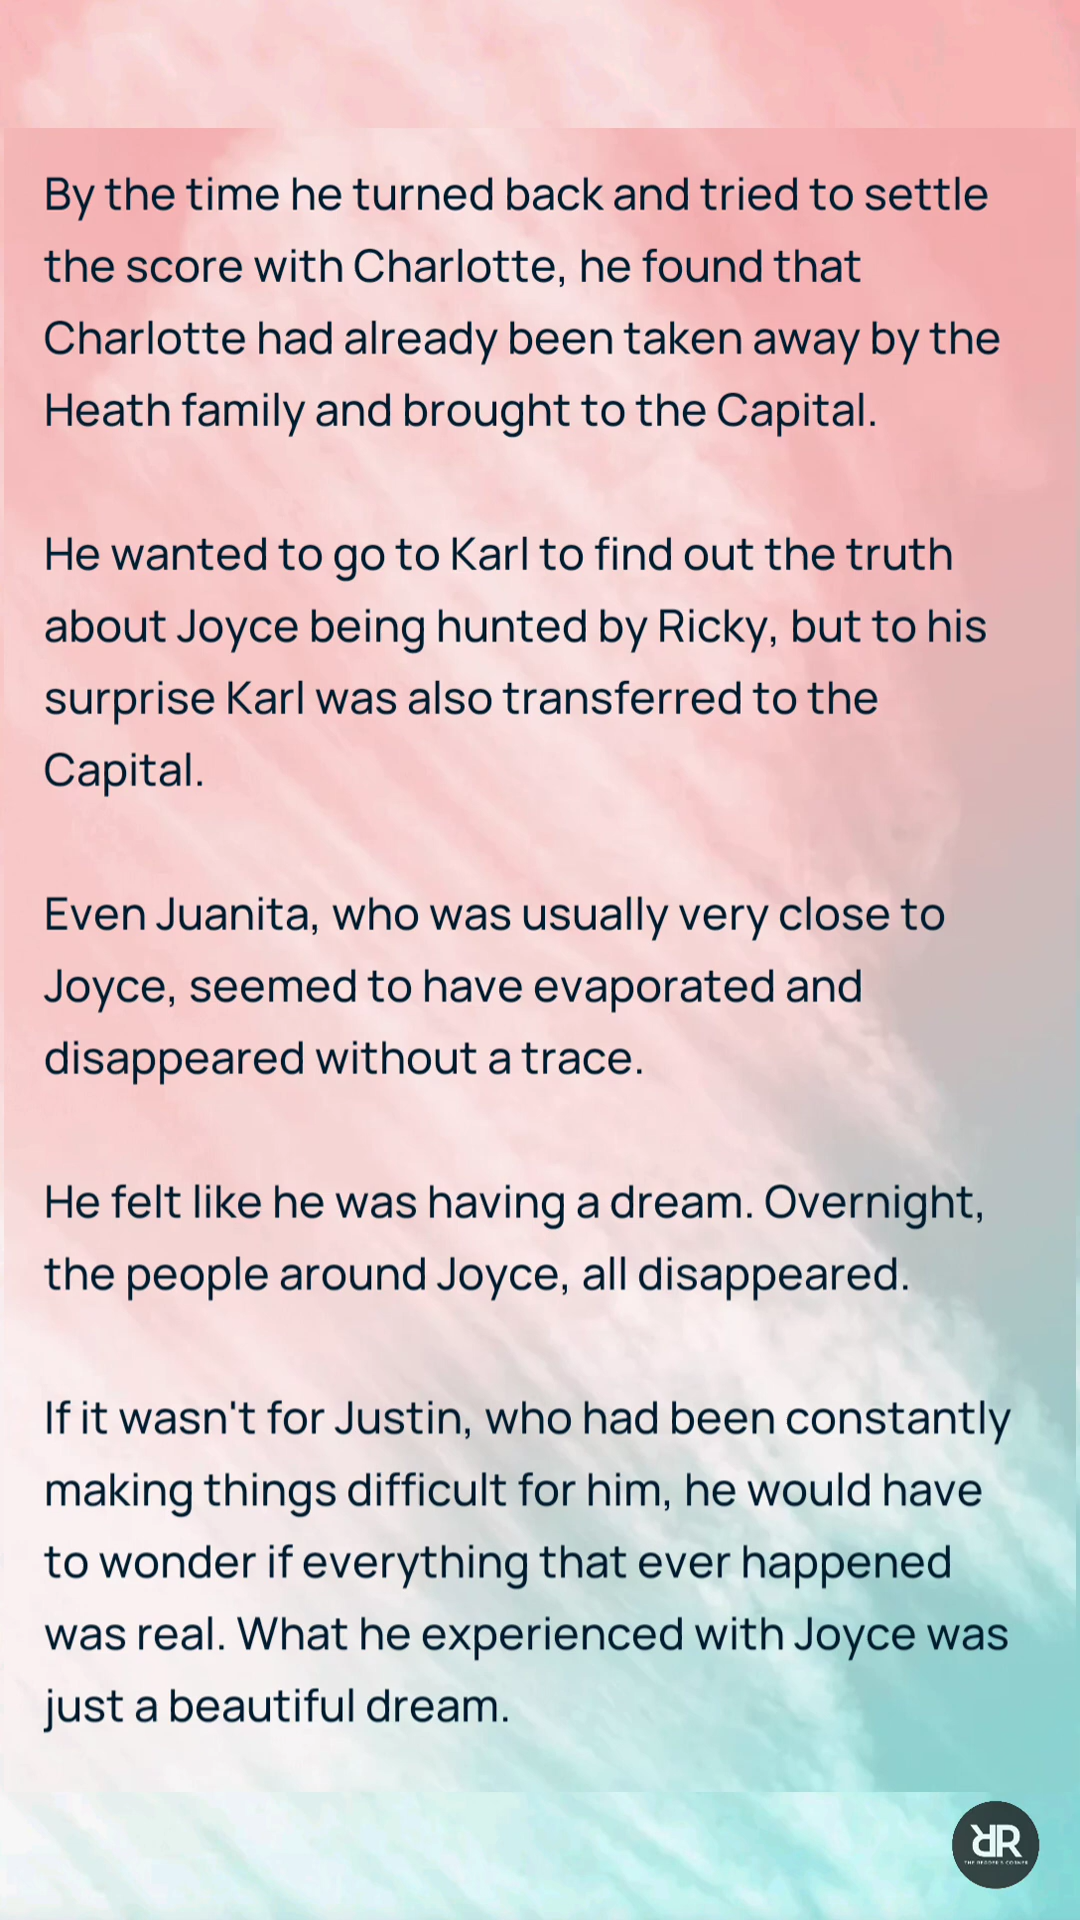 By the time he turned back and tried to settle
the score with Charlotte, he found that
Charlotte had already been taken away by the
Heath family and brought to the Capital.
He wanted to go to Karl to find out the truth
about Joyce being hunted by Ricky, but to his
surprise Karl was also transferred to the
Capital.
Even Juanita, who was usually very close to
Joyce, seemed to have evaporated and
disappeared without a trace.
He felt like he was having a dream. Overnight,
the people around Joyce, all disappeared.
If it wasn't for Justin, who had been constantly
making things difficult for him, he would have
to wonder if everything that ever happened
was real. What he experienced with Joyce was
just a beautiful dream.
RR
THE READER'S CORNER